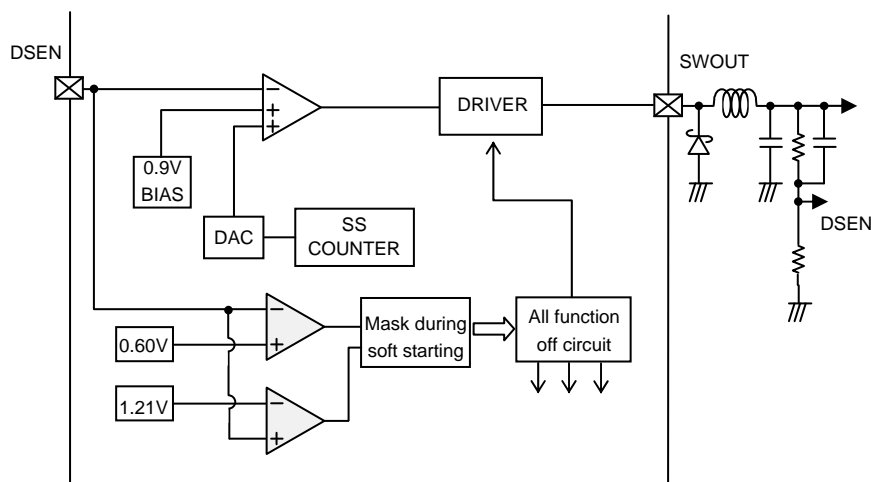 DSEN
SWOUT
−
+
+
DRIVER
0.9V
BIAS
DAC
SS
COUNTER
DSEN
−
+
0.60V
Mask during
soft starting
All function
off circuit
1.21V
−
+